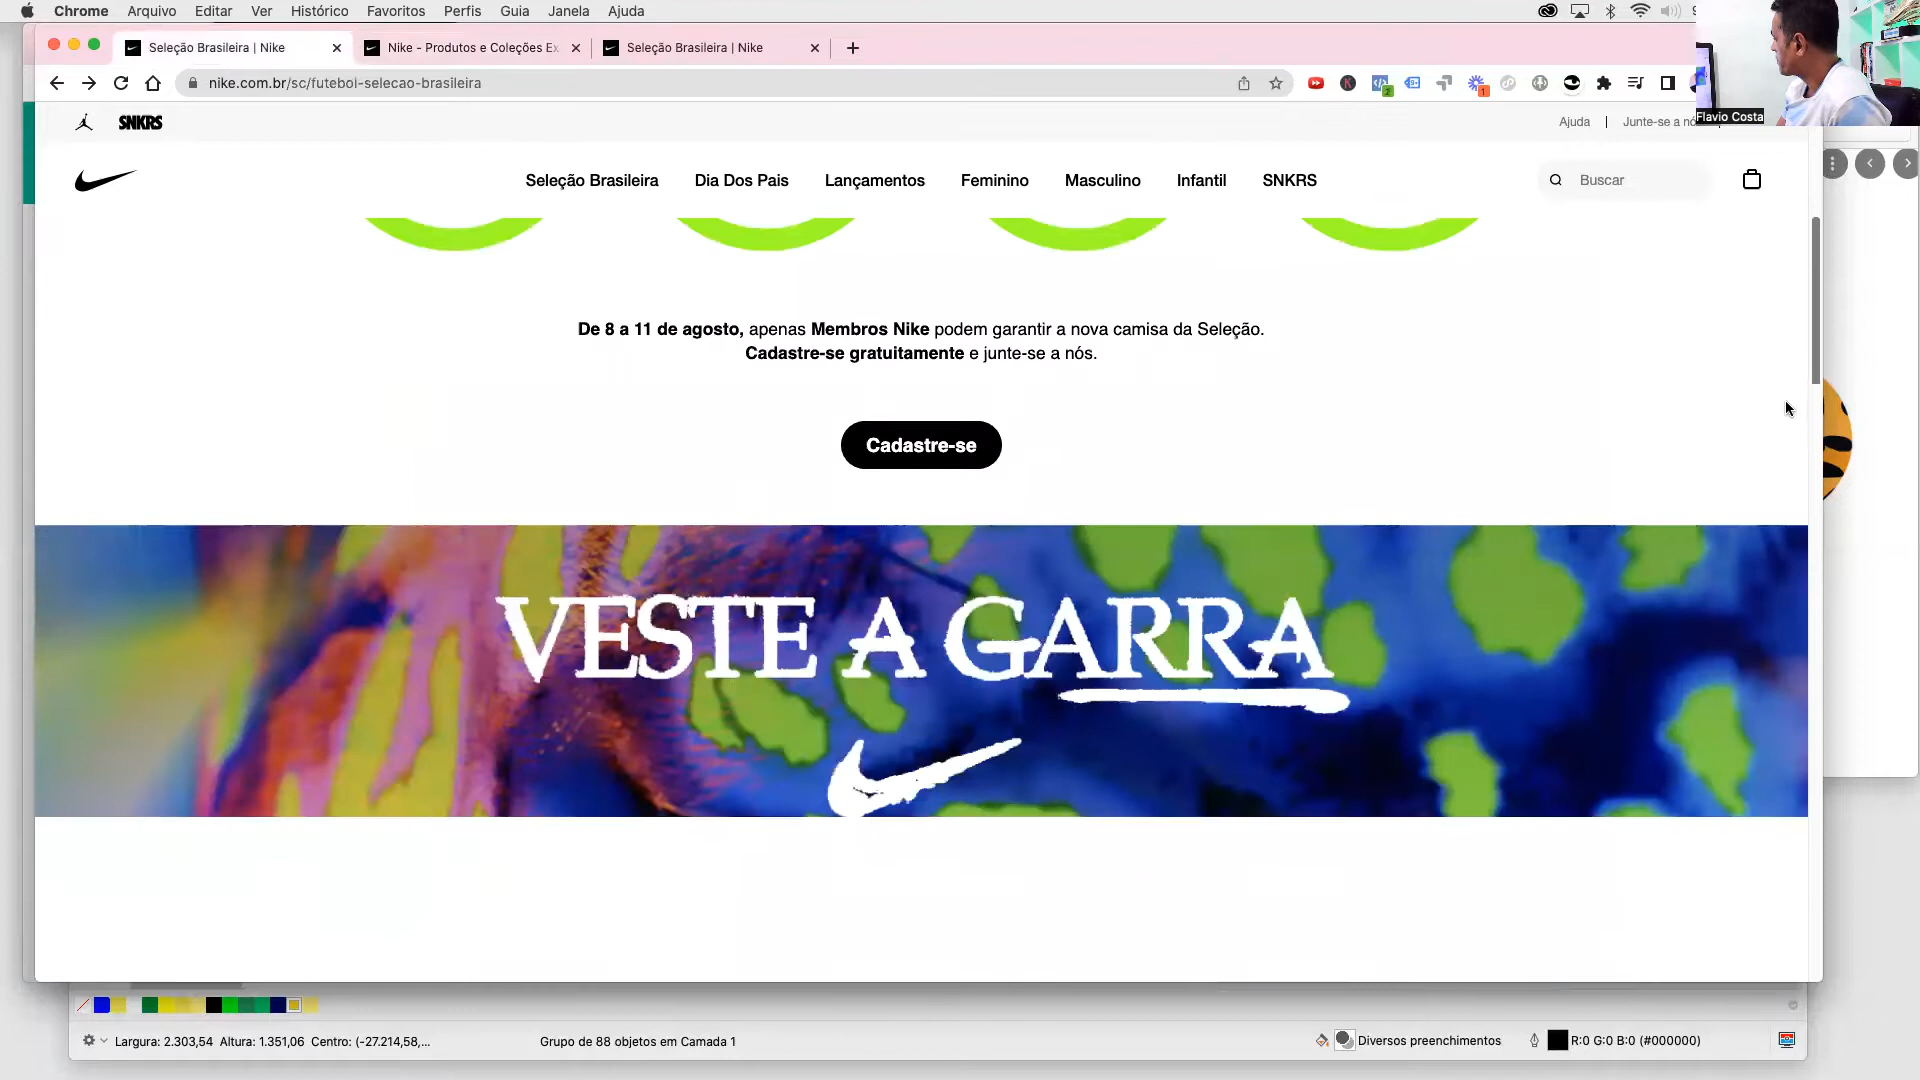 Chrome Arquivo Editar Ver Histórico Favoritos Perfis Guia Janela Ajuda
Seleção Brasileira | Nike
Nike - Produtos e Coleções Ex
Seleção Brasileira | Nike
nike.com.br/sc/futebol-selecao-brasileira
2
1
Flavio Costa
SNKRS
Ajuda | Junte-se a nós
Seleção Brasileira Dia Dos Pais Lançamentos Feminino Masculino Infantil SNKRS
Buscar
De 8 a 11 de agosto, apenas Membros Nike podem garantir a nova camisa da Seleção.
Cadastre-se gratuitamente e junte-se a nós.
Cadastre-se
VESTE A GARRA
Largura: 2.303,54 Altura: 1.351,06 Centro: (-27.214,58,...
Grupo de 88 objetos em Camada 1
Diversos preenchimentos
R:0 G:0 B:0 (#000000)